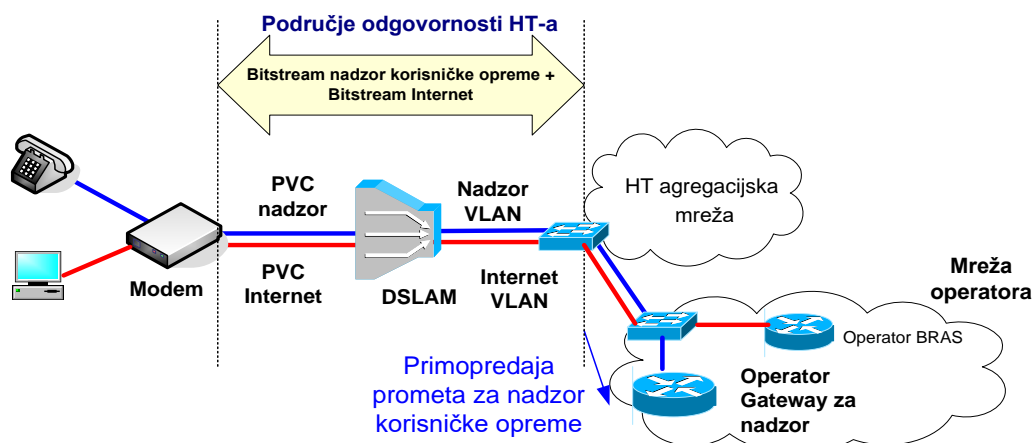 Područje odgovornosti HT-a
Bitstream nadzor korisničke opreme +
Bitstream Internet
PVC
nadzor
Nadzor
VLAN
HT agregacijska
mreža
Modem
PVC
Internet
DSLAM
Internet
VLAN
Mreža
operatora
Operator BRAS
Primopredaja
prometa za nadzor
korisničke opreme
Operator
Gateway za
nadzor